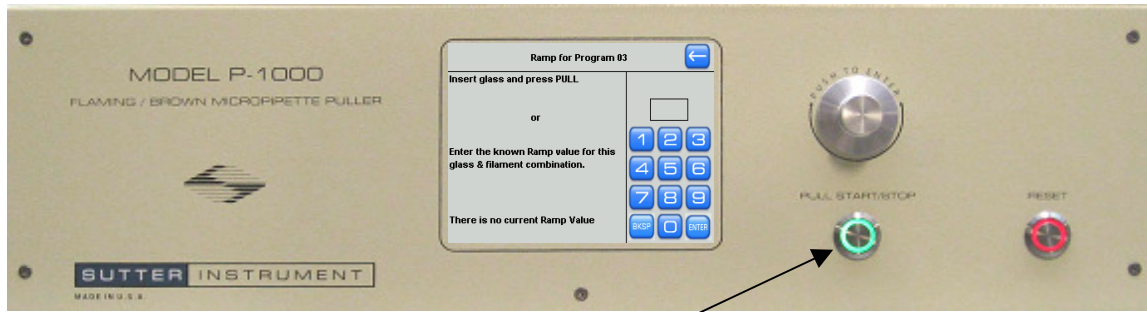 MODEL P-1000
FLAMING / BROWN MICROPIPETTE PULLER
SUTTER INSTRUMENT
MADE IN U.S.A.
Ramp for Program 03
Insert glass and press PULL
or
Enter the known Ramp value for this
glass & filament combination.
There is no current Ramp Value
1 2 3
4 5 6
7 8 9
BKSP 0 ENTER
PUSH TO ENTER
PULL START/STOP
RESET